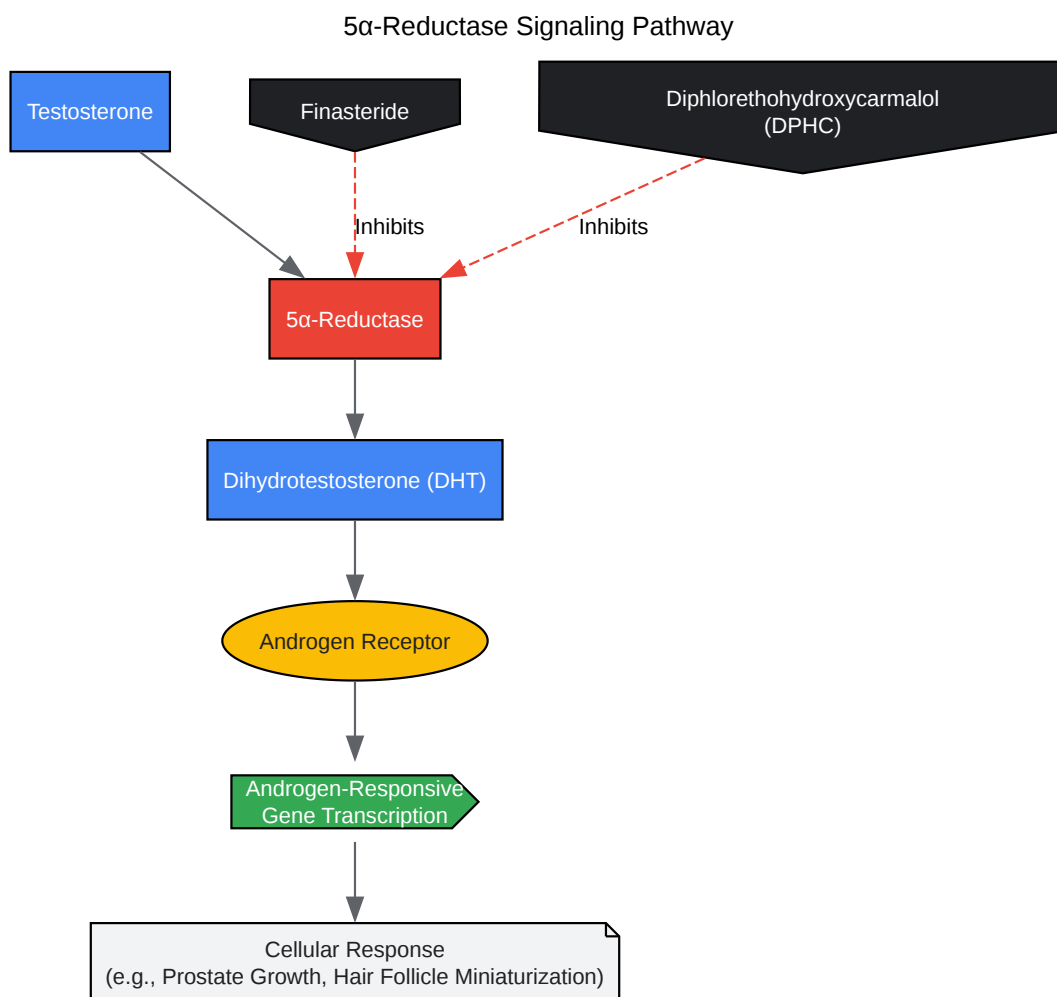 5α-Reductase Signaling Pathway
Testosterone
Finasteride
Diphlorethohydroxycarmalol
(DPHC)
Inhibits
Inhibits
5α-Reductase
Dihydrotestosterone (DHT)
Androgen Receptor
Androgen-Responsive
Gene Transcription
Cellular Response
(e.g., Prostate Growth, Hair Follicle Miniaturization)